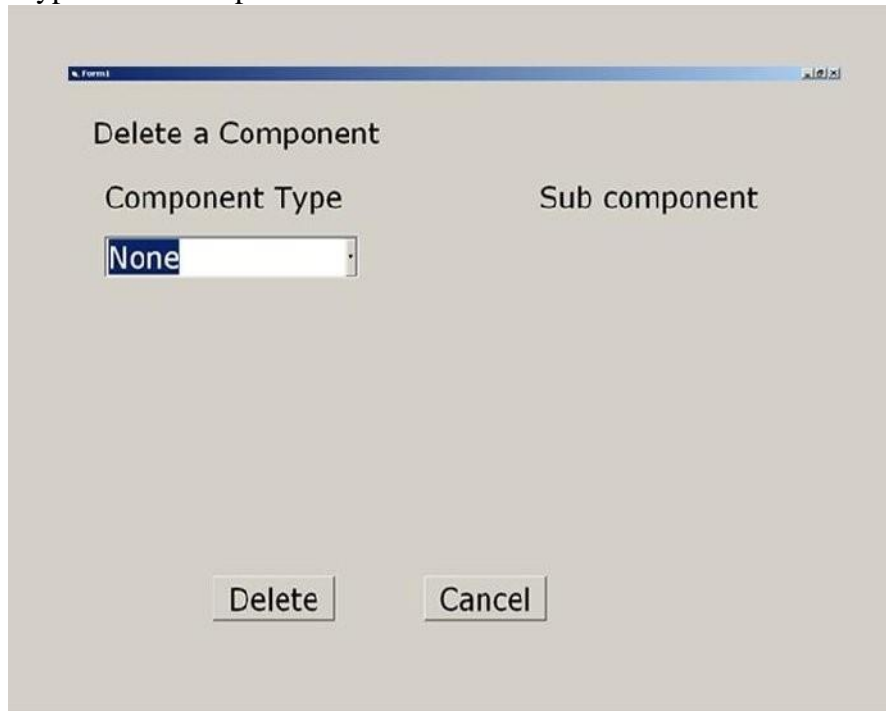 Form1
Delete a Component
Component Type
Sub component
None
Delete
Cancel